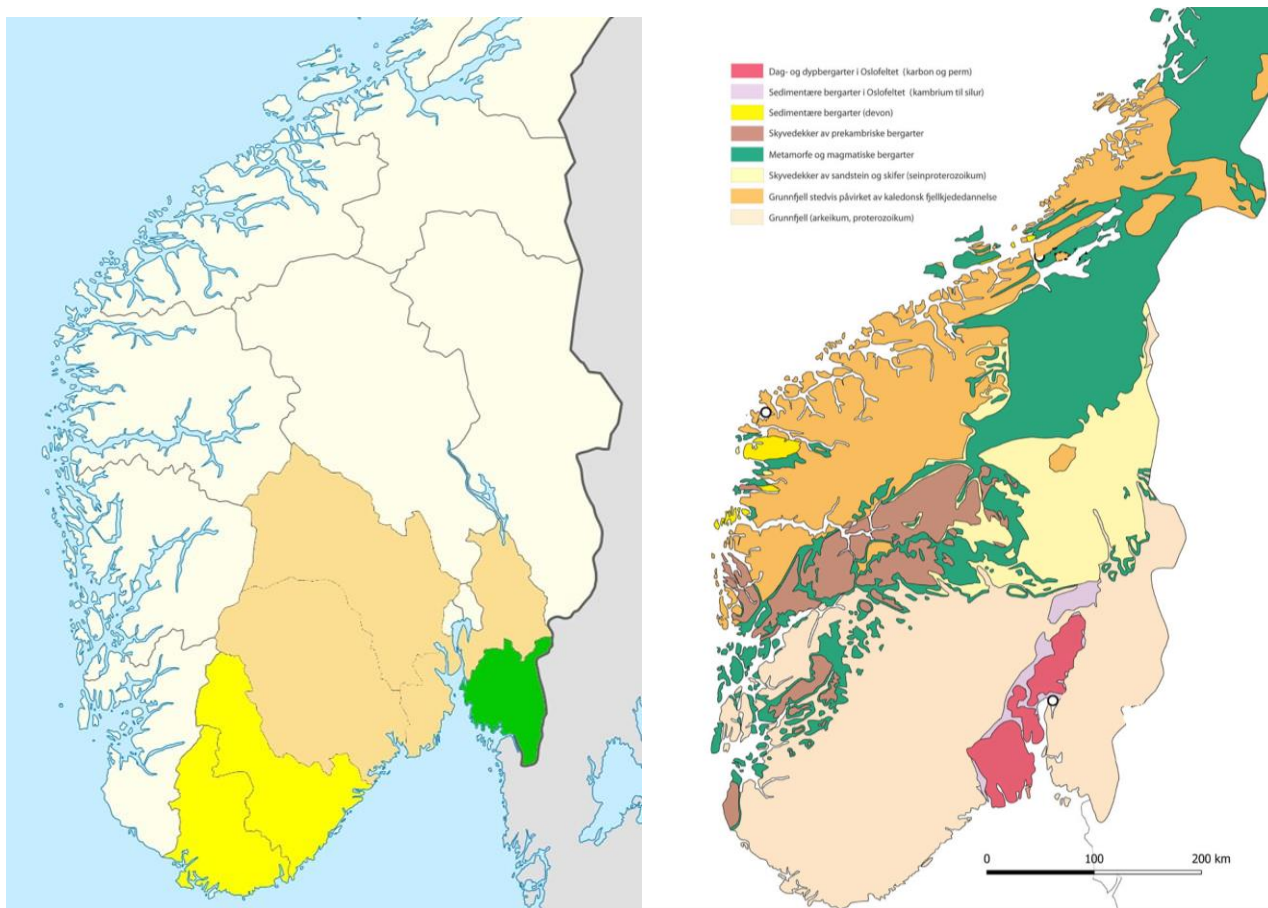 Dag- og dypbergarter i Oslofeltet (karbon og perm)
Sedimentære bergarter i Oslofeltet (kambrium til silur)
Sedimentære bergarter (devon)
Skyvedekker av prekambriske bergarter
Metamorfe og magmatiske bergarter
Skyvedekker av sandstein og skifer (seinproterozoikum)
Grunnfjell stedvis påvirket av kaledonsk fjellkjededannelse
Grunnfjell (arkeikum, proterozoikum)
0 100 200 km